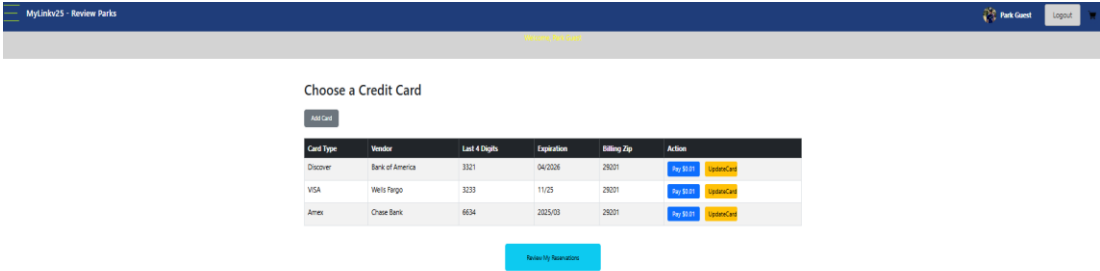 MyLinkv25 - Review Parks Park Guest Logout
Welcome, Park Guest!
Choose a Credit Card
Add Card
Card Type Vendor Last 4 Digits Expiration Billing Zip Action
Discover Bank of America 3321 04/2026 29201 Pay $0.01 UpdateCard
VISA Wells Fargo 3233 11/25 29201 Pay $0.01 UpdateCard
Amex Chase Bank 6634 2025/03 29201 Pay $0.01 UpdateCard
Review My Reservations